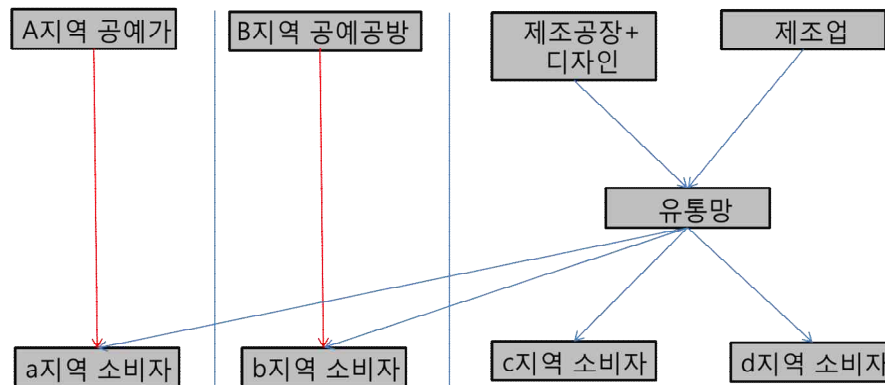 A지역 공예가
B지역 공예공방
제조공장+
디자인
제조업
유통망
a지역 소비자
b지역 소비자
c지역 소비자
d지역 소비자